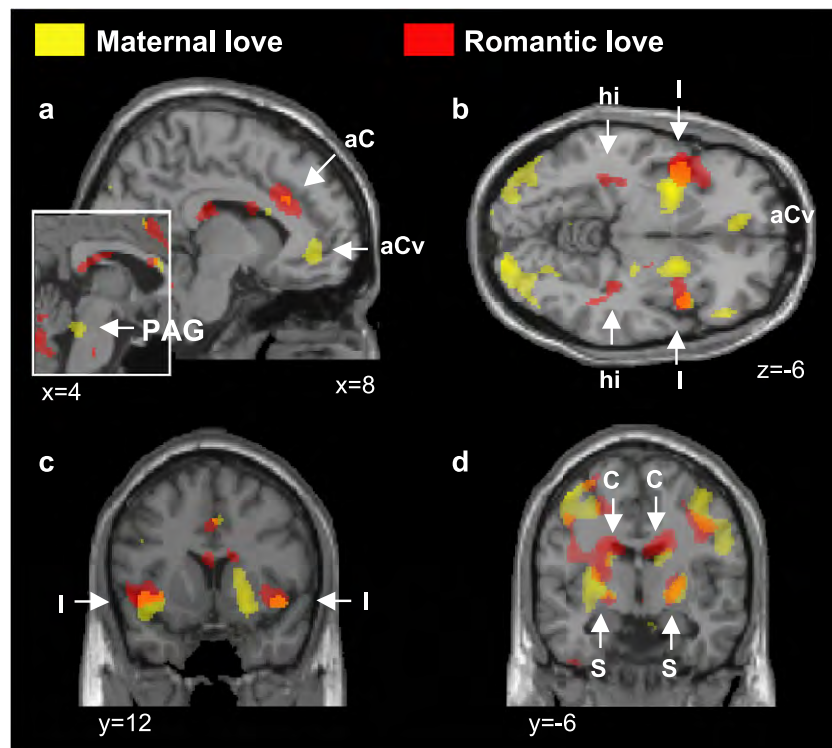 Maternal love
Romantic love
a
aC
aCv
PAG
x=4
x=8
b
hi
I
aCv
hi
I
z=-6
c
I
I
y=12
d
C
C
S
S
y=-6